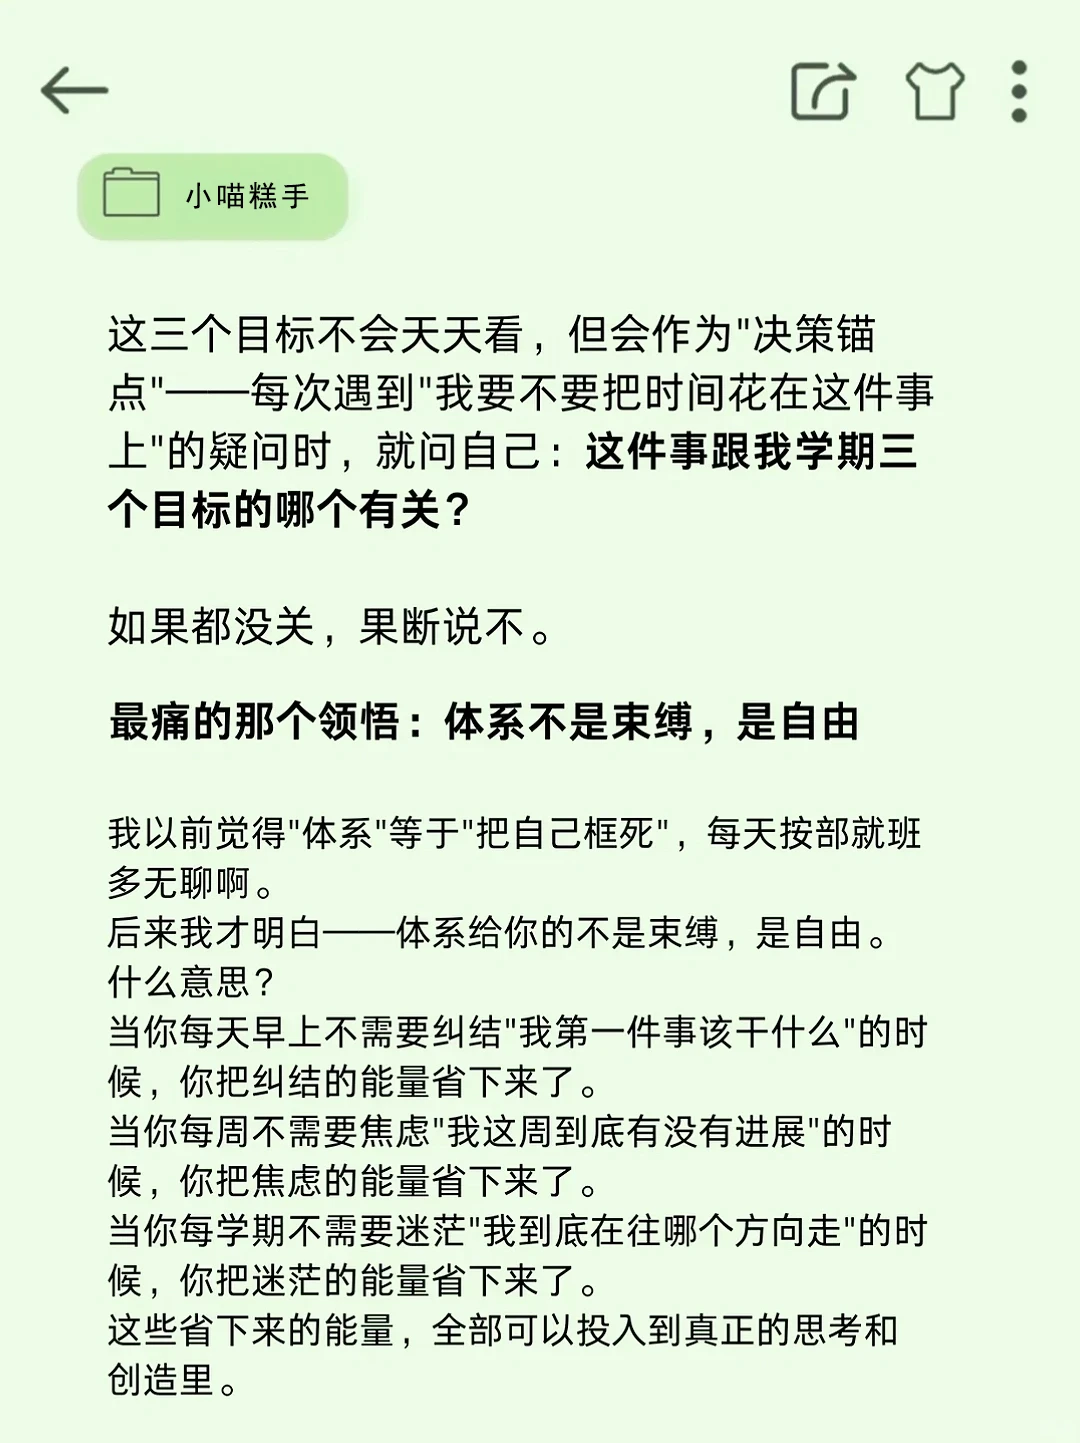 小喵糕手
这三个目标不会天天看，但会作为"决策锚
点"——每次遇到"我要不要把时间花在这件事
上"的疑问时，就问自己：这件事跟我学期三
个目标的哪个有关？
如果都没关，果断说不。
最痛的那个领悟：体系不是束缚，是自由
我以前觉得"体系"等于"把自己框死"，每天按部就班
多无聊啊。
后来我才明白——体系给你的不是束缚，是自由。
什么意思？
当你每天早上不需要纠结"我第一件事该干什么"的时
候，你把纠结的能量省下来了。
当你每周不需要焦虑"我这周到底有没有进展"的时
候，你把焦虑的能量省下来了。
当你每学期不需要迷茫"我到底在往哪个方向走"的时
候，你把迷茫的能量省下来了。
这些省下来的能量，全部可以投入到真正的思考和
创造里。